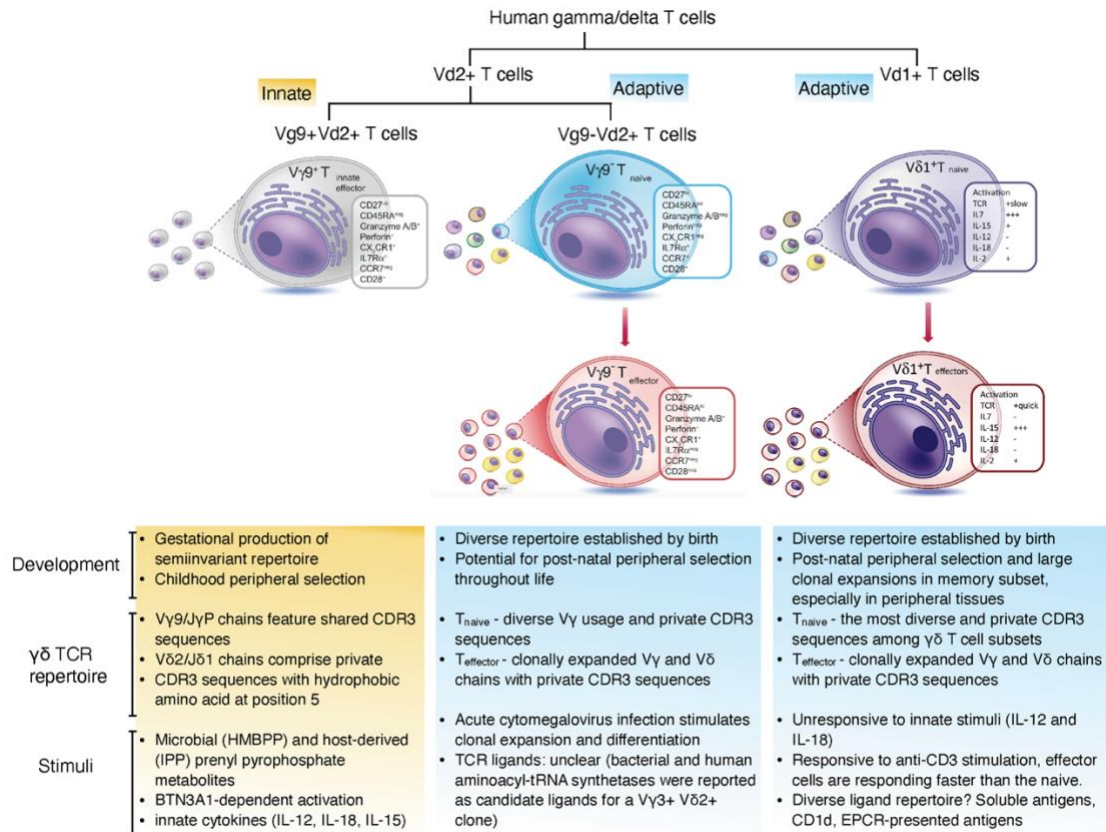 Human gamma/delta T cells
Vd2+ T cells
Vd1+ T cells
Innate
Adaptive
Adaptive
Vg9+Vd2+ T cells
Vg9-Vd2+ T cells
Vγ9⁺ T innate
effector
CD27
CD45RAⁿᵉᵍ
Granzyme A/B⁺
Perforin⁺
CX₃CR1⁺
IL7Rα⁺
CCR7ⁿᵉᵍ
CD28⁺
Vγ9⁻ T
naive
CD27ʰⁱ
CD45RA
Granzyme A/Bⁿᵉᵍ
Perforinⁿᵉᵍ
CX₃CR1ⁿᵉᵍ
IL7Rα⁺
CCR7⁺
CD28⁺
Vδ1⁺T naive
Activation
TCR +slow
IL7 +++
IL-15 +
IL-12 -
IL-18 -
IL-2 +
Vγ9⁻ T
effector
CD27
CD45RA
Granzyme A/B⁺
Perforin⁺
CX₃CR1⁺
IL7Rαⁿᵉᵍ
CCR7ⁿᵉᵍ
CD28ⁿᵉᵍ
Vδ1⁺T effectors
Activation
TCR +quick
IL7 -
IL-15 +++
IL-12 -
IL-18 -
IL-2 +
Development
• Gestational production of
semiinvariant repertoire
• Childhood peripheral selection
• Diverse repertoire established by birth
• Potential for post-natal peripheral selection
throughout life
• Diverse repertoire established by birth
• Post-natal peripheral selection and large
clonal expansions in memory subset,
especially in peripheral tissues
γδ TCR
repertoire
• Vγ9/JγP chains feature shared CDR3
sequences
• Vδ2/Jδ1 chains comprise private
• CDR3 sequences with hydrophobic
amino acid at position 5
• Tnaive - diverse Vγ usage and private CDR3
sequences
• Teffector - clonally expanded Vγ and Vδ
chains with private CDR3 sequences
• Tnaive - the most diverse and private CDR3
sequences among γδ T cell subsets
• Teffector - clonally expanded Vγ and Vδ chains
with private CDR3 sequences
Stimuli
• Microbial (HMBPP) and host-derived
(IPP) prenyl pyrophosphate
metabolites
• BTN3A1-dependent activation
• innate cytokines (IL-12, IL-18, IL-15)
• Acute cytomegalovirus infection stimulates
clonal expansion and differentiation
• TCR ligands: unclear (bacterial and human
aminoacyl-tRNA synthetases were reported
as candidate ligands for a Vγ3+ Vδ2+
clone)
• Unresponsive to innate stimuli (IL-12 and
IL-18)
• Responsive to anti-CD3 stimulation, effector
cells are responding faster than the naive.
• Diverse ligand repertoire? Soluble antigens,
CD1d, EPCR-presented antigens